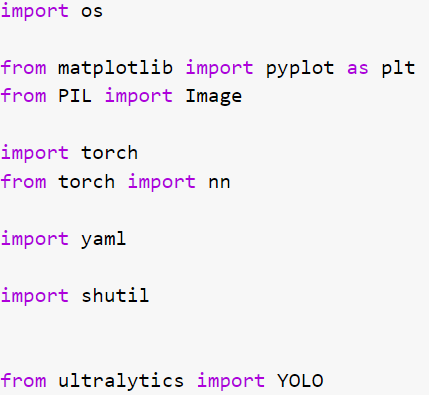 import os
from matplotlib import pyplot as plt
from PIL import Image
import torch
from torch import nn
import yaml
import shutil
from ultralytics import YOLO